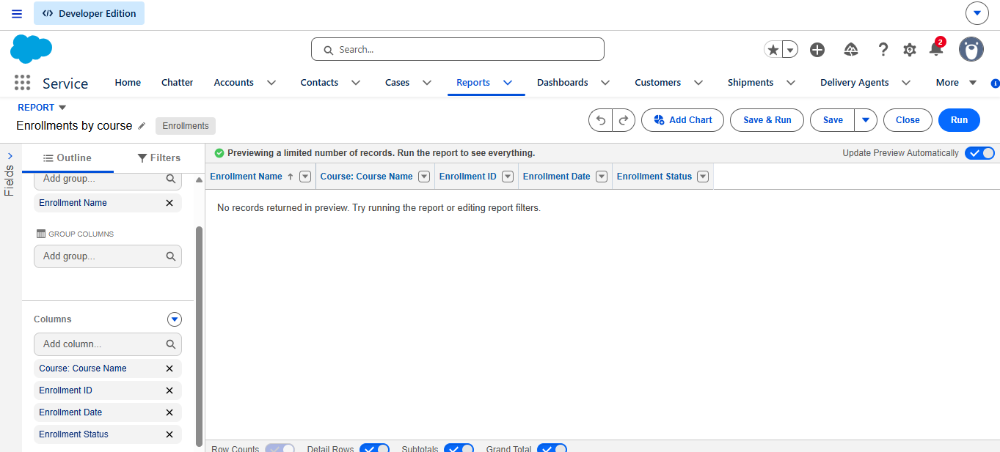 Developer Edition
Search...
2
Service Home Chatter Accounts Contacts Cases Reports Dashboards Customers Shipments Delivery Agents More
REPORT
Enrollments by course Enrollments
Add Chart Save & Run Save Close Run
Fields
Outline Filters
Previewing a limited number of records. Run the report to see everything. Update Preview Automatically
Add group...
Enrollment Name
GROUP COLUMNS
Add group...
Columns
Add column...
Course: Course Name
Enrollment ID
Enrollment Date
Enrollment Status
Enrollment Name Course: Course Name Enrollment ID Enrollment Date Enrollment Status
No records returned in preview. Try running the report or editing report filters.
Row Counts Detail Rows Subtotals Grand Total